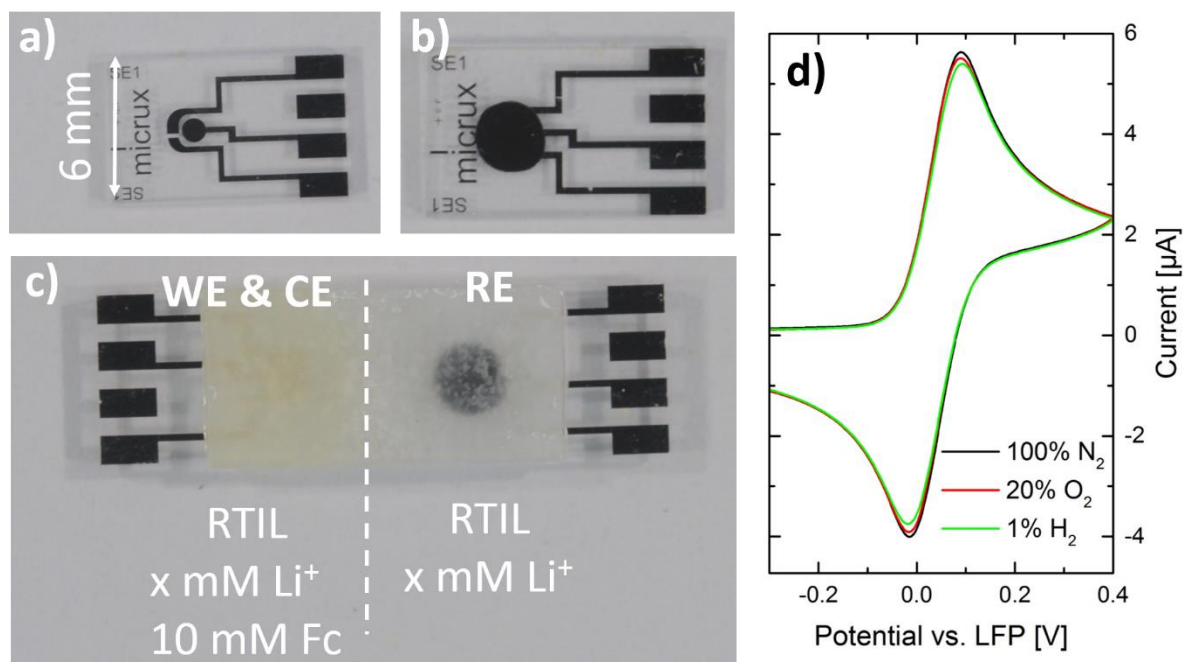 a)
SE1
6 mm
micrux
SE1
b)
SE1
micrux
SE1
c)
WE & CE
RE
RTIL
x mM Li⁺
10 mM Fc
RTIL
x mM Li⁺
d)
6
4
2
0
-2
-4
Current [µA]
100% N₂
20% O₂
1% H₂
-0.2
0.0
0.2
0.4
Potential vs. LFP [V]